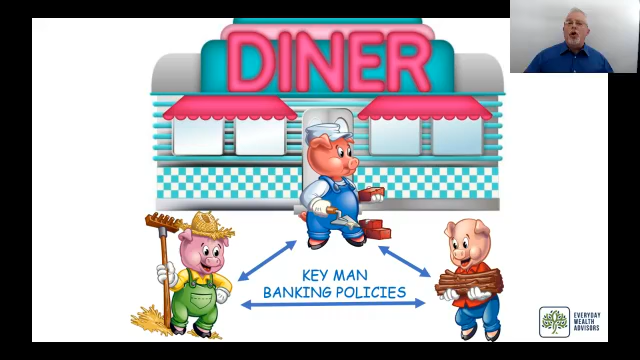 DINER
KEY MAN
BANKING POLICIES
EVERYDAY
WEALTH
ADVISORS